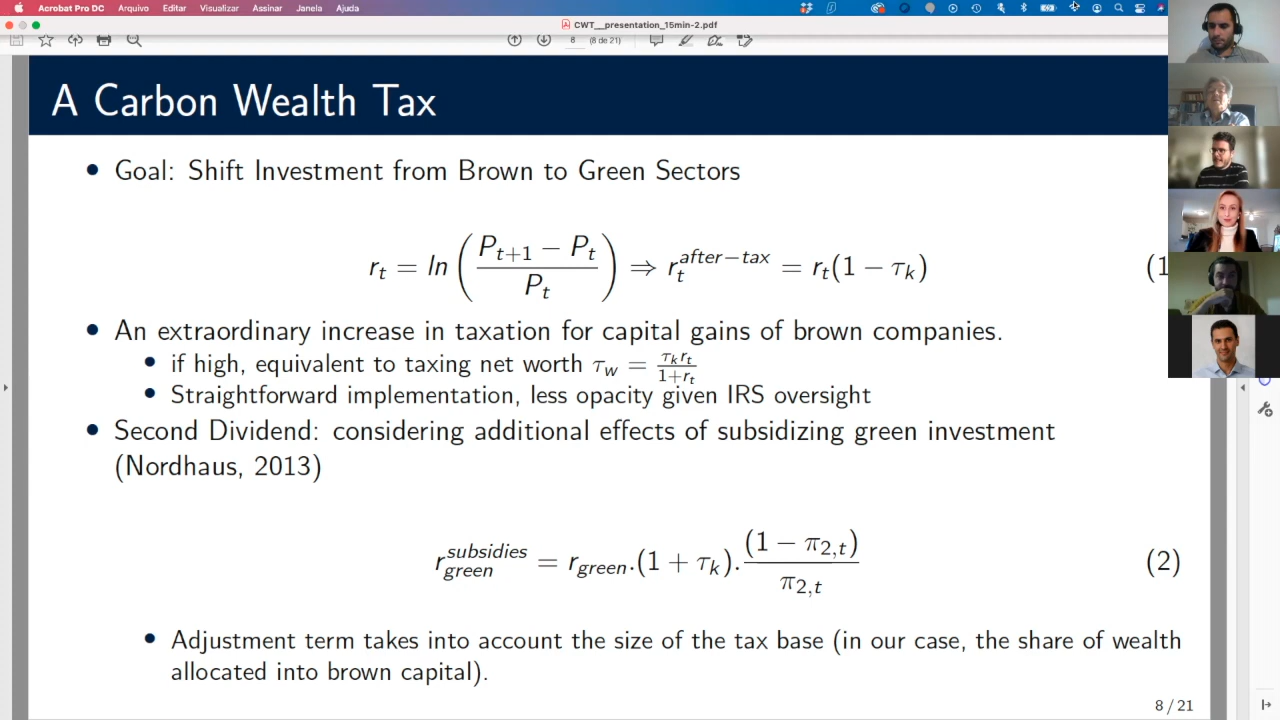 Acrobat Pro DC Arquivo Editar Visualizar Assinar Janela Ajuda
CWT__presentation_15min-2.pdf
8 (8 de 21)
A Carbon Wealth Tax
• Goal: Shift Investment from Brown to Green Sectors
r_t = ln((P_{t+1} − P_t) / P_t) ⇒ r_t^{after−tax} = r_t(1 − τ_k) (1
• An extraordinary increase in taxation for capital gains of brown companies.
• if high, equivalent to taxing net worth τ_w = τ_k r_t / 1+r_t
• Straightforward implementation, less opacity given IRS oversight
• Second Dividend: considering additional effects of subsidizing green investment
(Nordhaus, 2013)
r_{green}^{subsidies} = r_{green}.(1 + τ_k).(1 − π_{2,t}) / π_{2,t} (2)
• Adjustment term takes into account the size of the tax base (in our case, the share of wealth
allocated into brown capital).
8 / 21